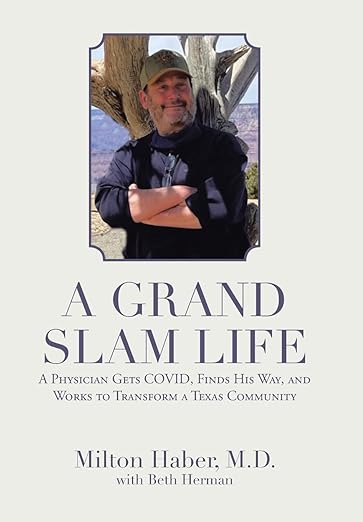 A GRAND
SLAM LIFE
A Physician Gets COVID, Finds His Way, and
Works to Transform a Texas Community
Milton Haber, M.D.
with Beth Herman